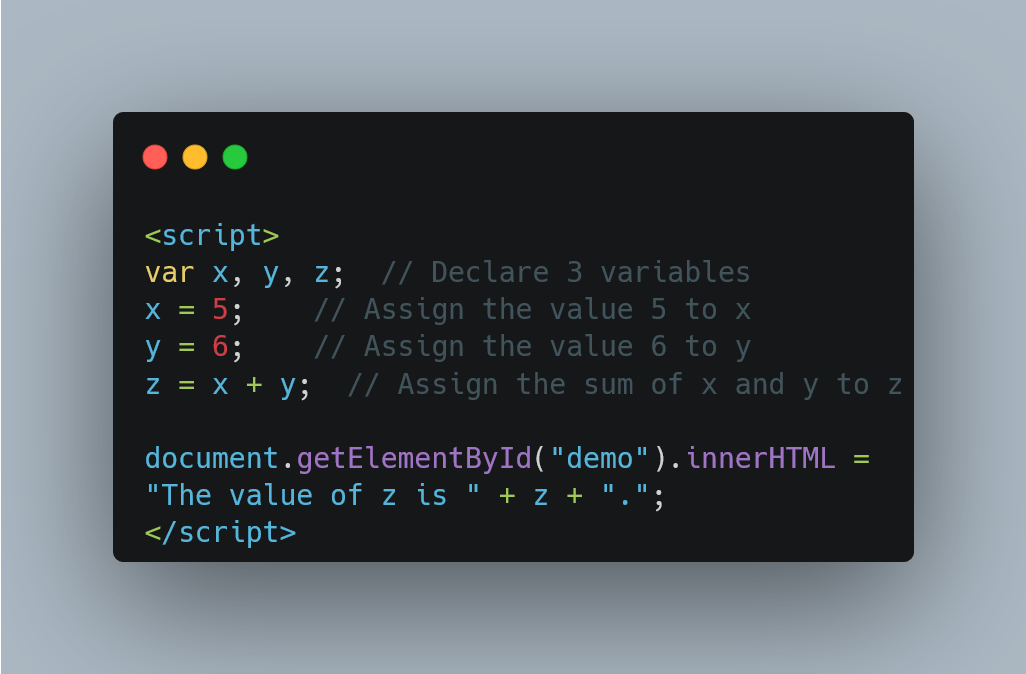 <script>
var x, y, z;  // Declare 3 variables
x = 5;    // Assign the value 5 to x
y = 6;    // Assign the value 6 to y
z = x + y;  // Assign the sum of x and y to z

document.getElementById("demo").innerHTML =
"The value of z is " + z + ".";
</script>